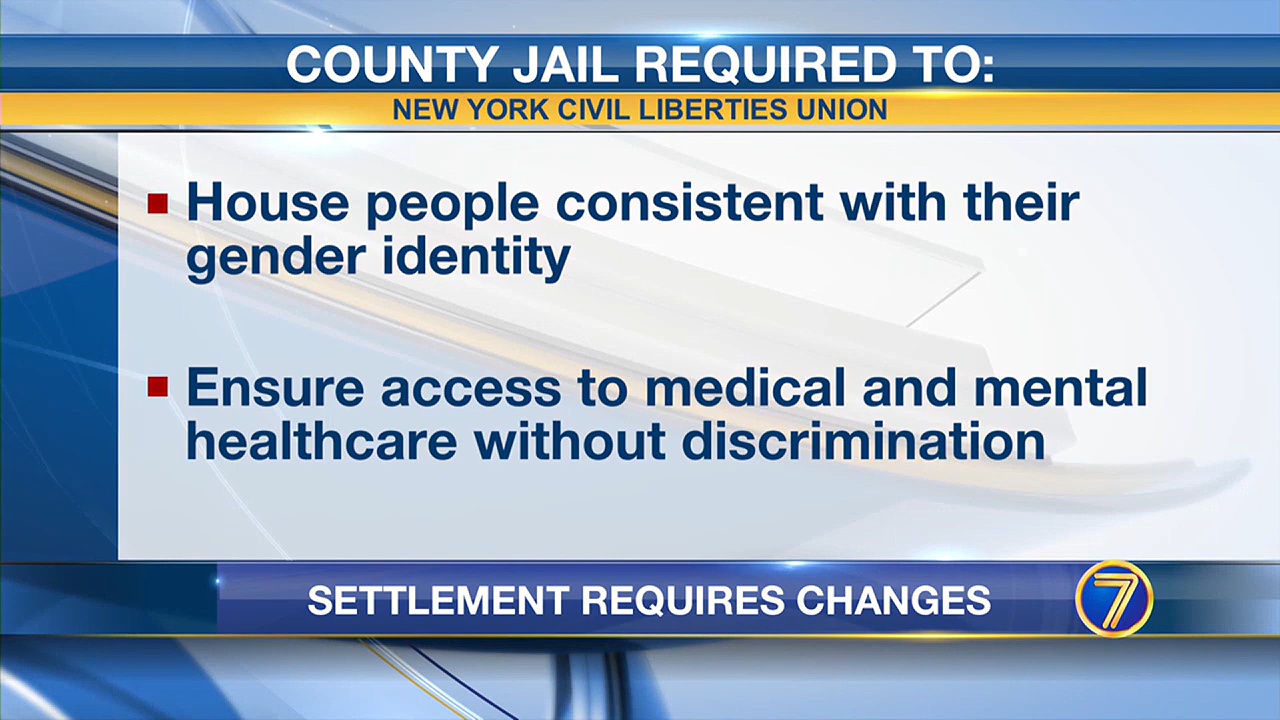 COUNTY JAIL REQUIRED TO:
NEW YORK CIVIL LIBERTIES UNION
House people consistent with their
gender identity
Ensure access to medical and mental
healthcare without discrimination
SETTLEMENT REQUIRES CHANGES
7